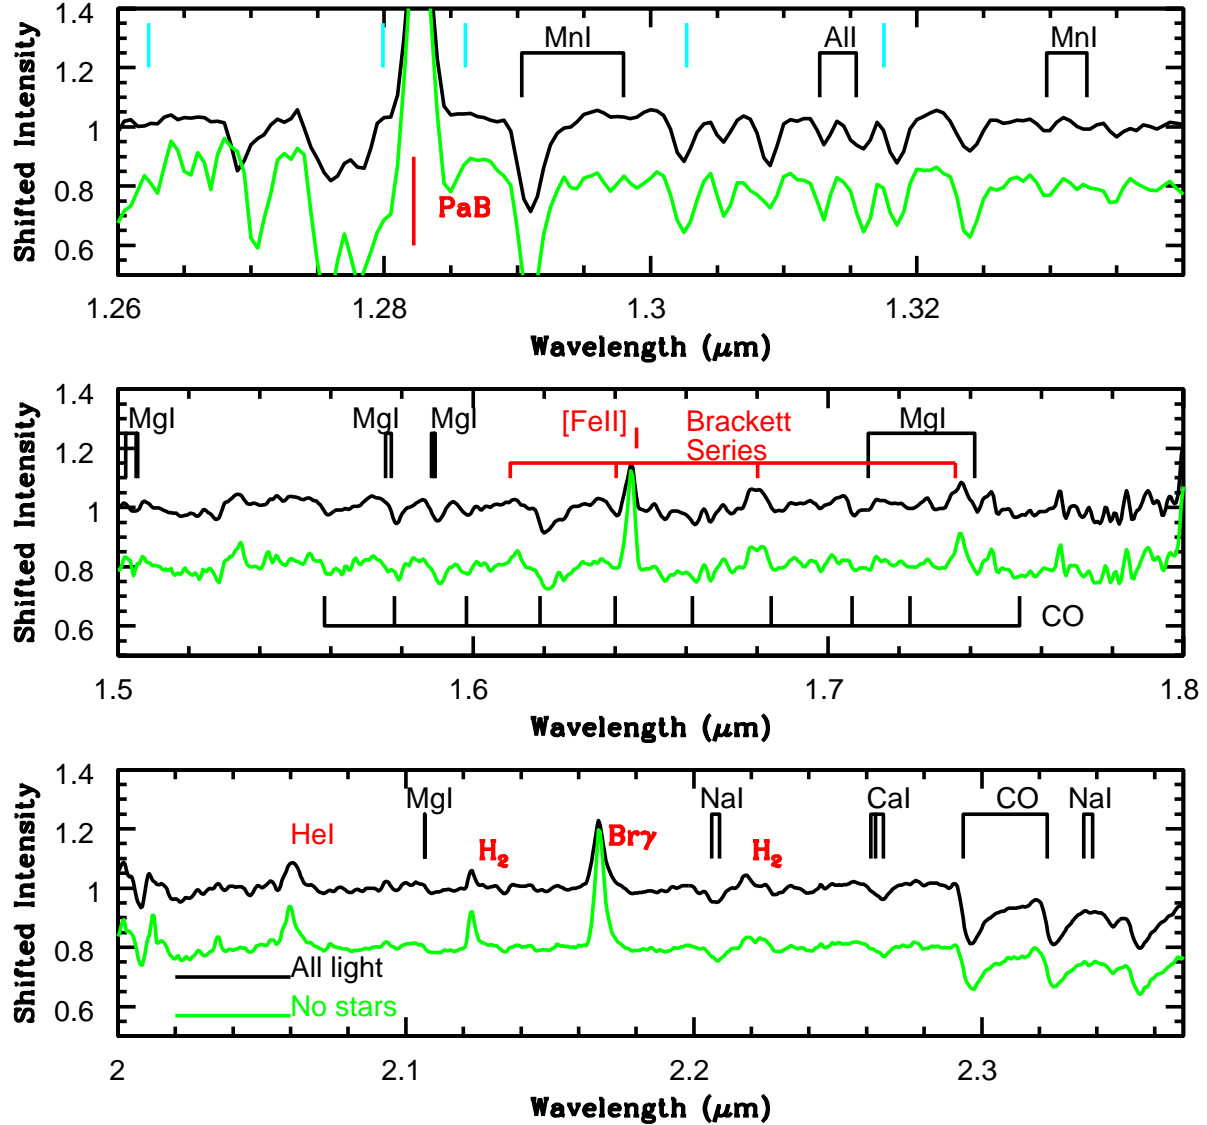 1.4
1.2
1
0.8
0.6
Shifted Intensity
MnI
AlI
MnI
PaB
1.26
1.28
1.3
1.32
Wavelength (μm)
1.4
1.2
1
0.8
0.6
Shifted Intensity
MgI
MgI
MgI
[FeII]
Brackett
Series
MgI
CO
1.5
1.6
1.7
1.8
Wavelength (μm)
1.4
1.2
1
0.8
0.6
Shifted Intensity
HeI
MgI
H₂
Brγ
NaI
H₂
CaI
CO
NaI
All light
No stars
2
2.1
2.2
2.3
Wavelength (μm)